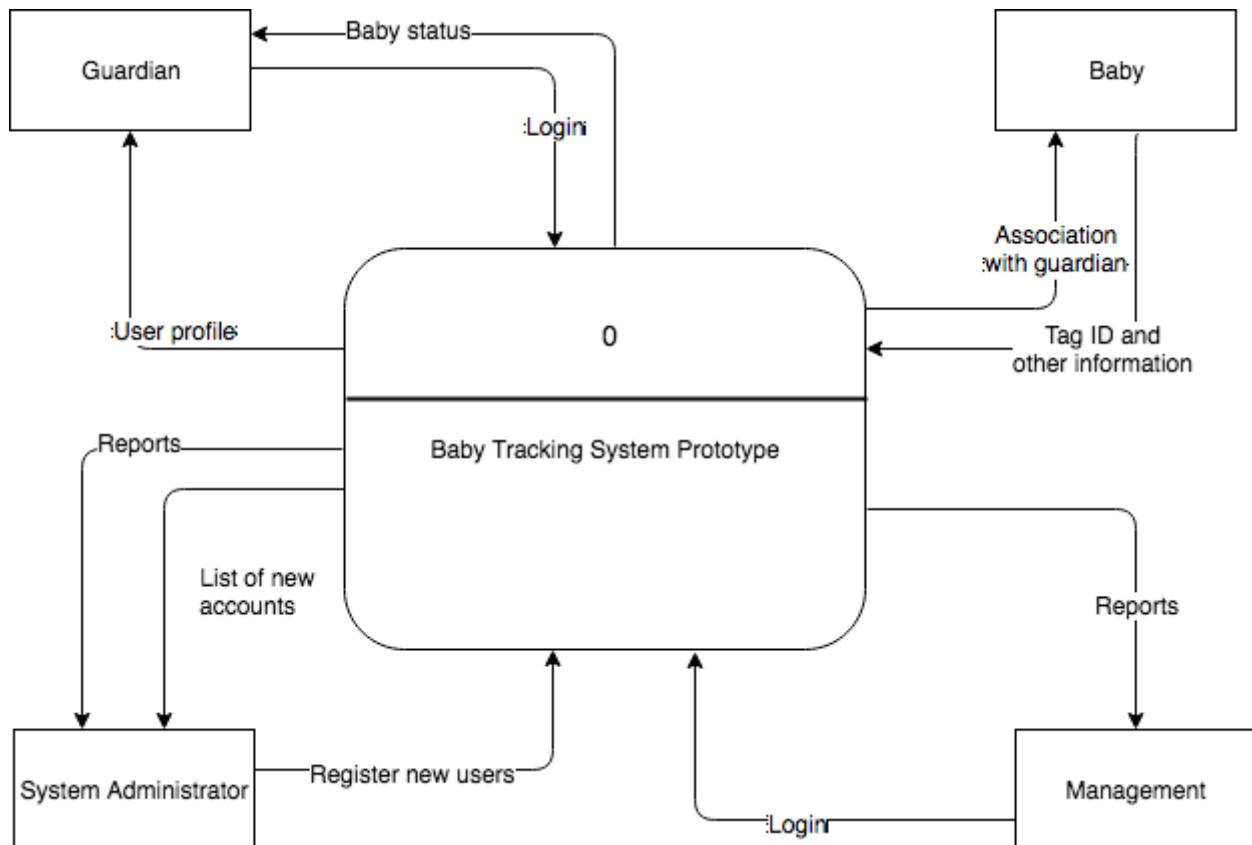 Baby status
Guardian
Baby
Login
Association
with guardian
User profile
0
Tag ID and
other information
Reports
Baby Tracking System Prototype
List of new
accounts
Reports
Register new users
System Administrator
Management
Login